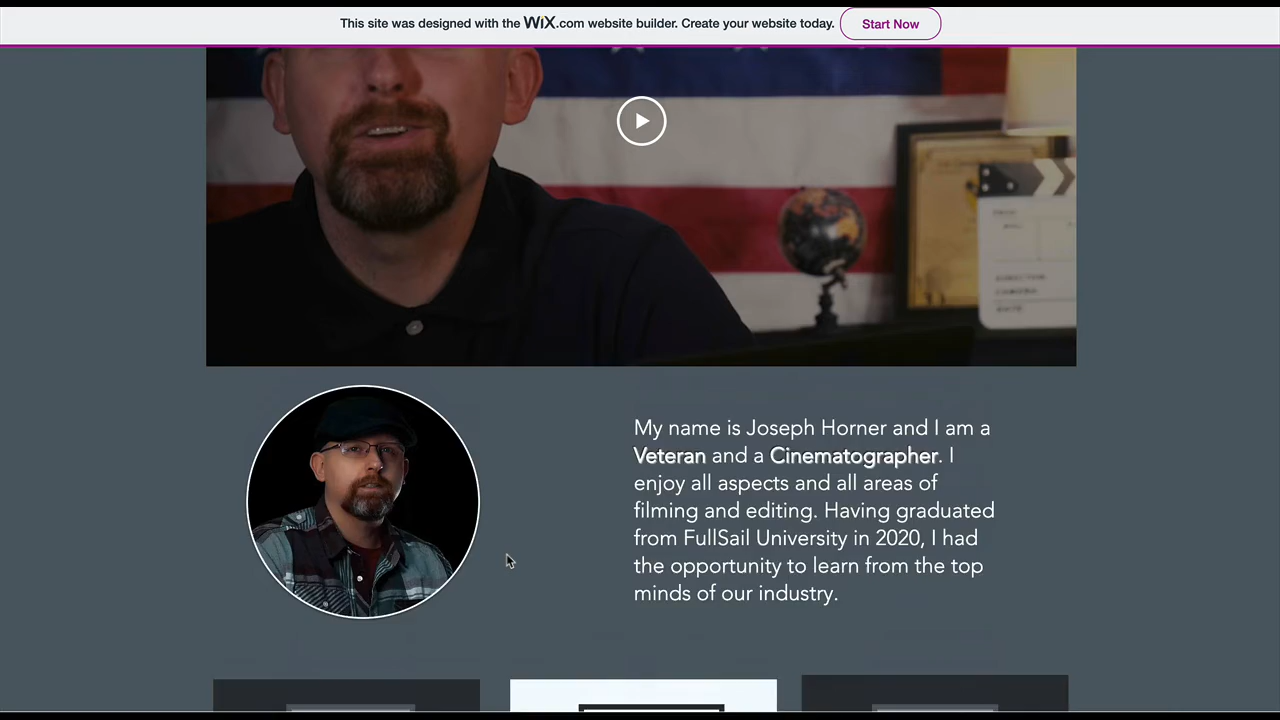 This site was designed with the WiX.com website builder. Create your website today. Start Now
My name is Joseph Horner and I am a
Veteran and a Cinematographer. I
enjoy all aspects and all areas of
filming and editing. Having graduated
from FullSail University in 2020, I had
the opportunity to learn from the top
minds of our industry.